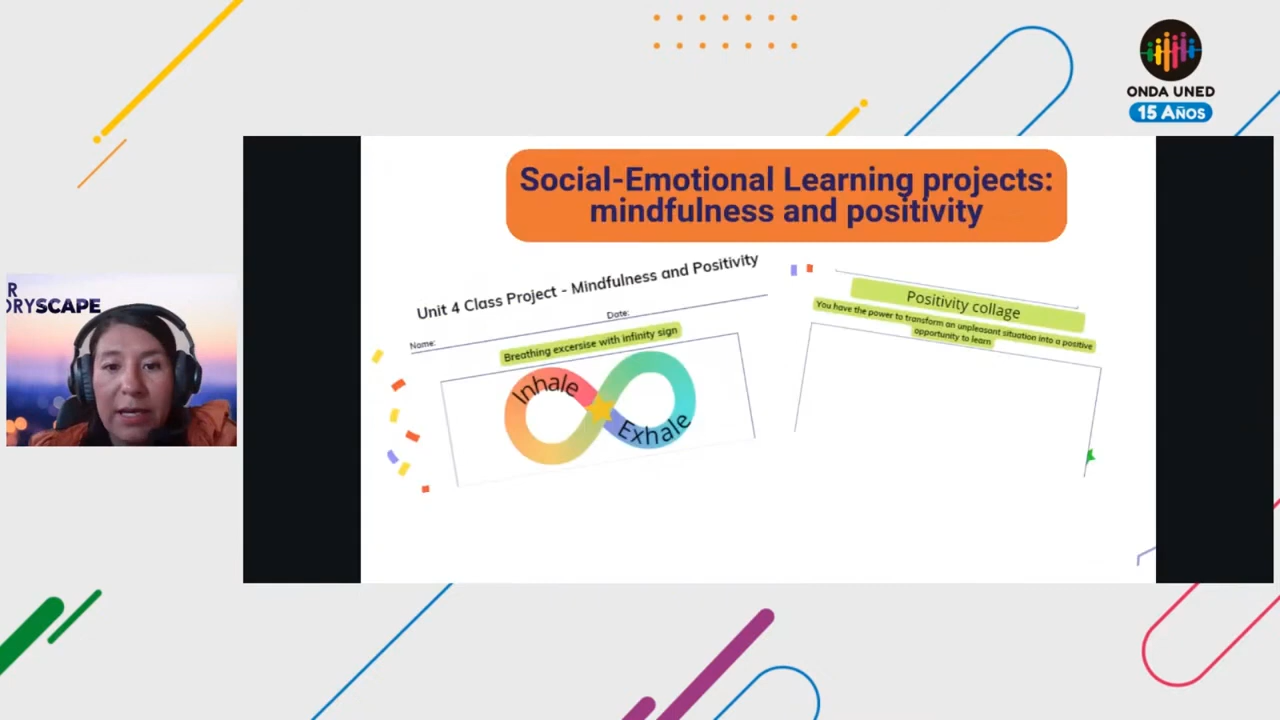 ONDA UNED
15 AÑOS
Social-Emotional Learning projects:
mindfulness and positivity
Unit 4 Class Project - Mindfulness and Positivity
Name:
Date:
Breathing excersise with infinity sign
Inhale
Exhale
Positivity collage
You have the power to transform an unpleasant situation into a positive
opportunity to learn
R
ORYSCAPE